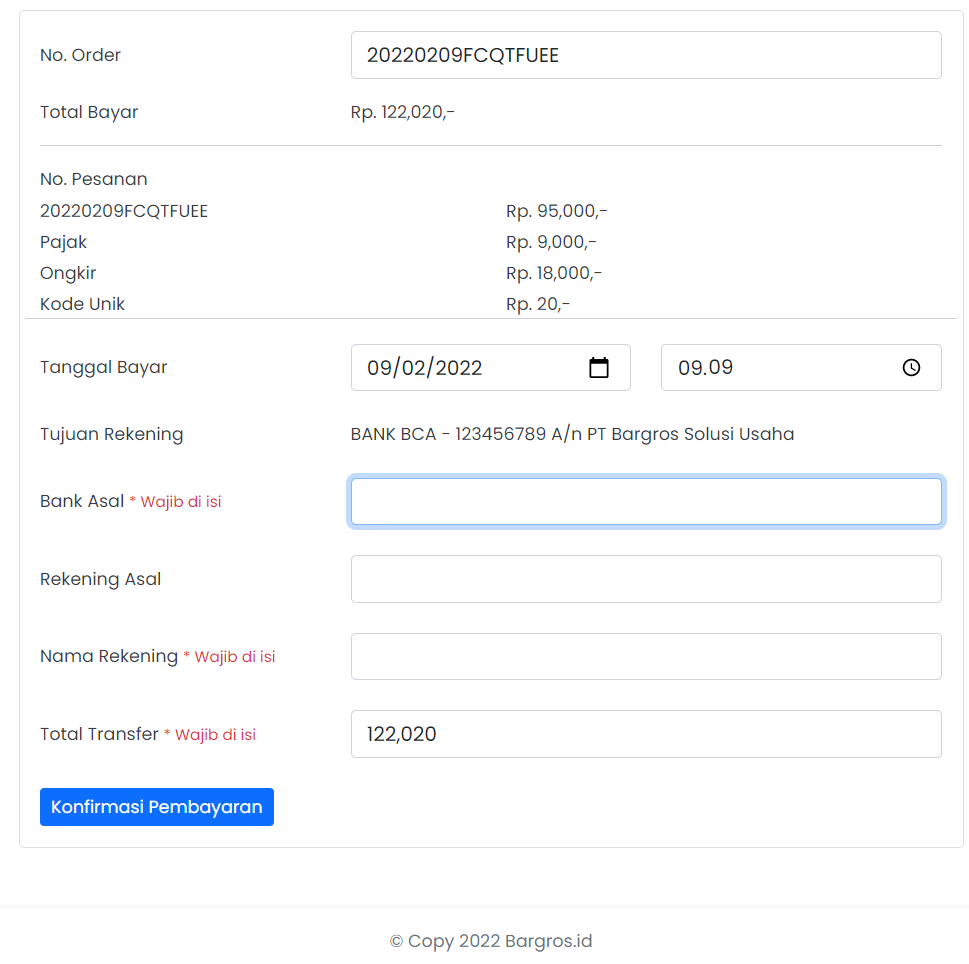 No. Order 20220209FCQTFUEE
Total Bayar Rp. 122,020,-
No. Pesanan
20220209FCQTFUEE Rp. 95,000,-
Pajak Rp. 9,000,-
Ongkir Rp. 18,000,-
Kode Unik Rp. 20,-
Tanggal Bayar 09/02/2022 09.09
Tujuan Rekening BANK BCA - 123456789 A/n PT Bargros Solusi Usaha
Bank Asal * Wajib di isi
Rekening Asal
Nama Rekening * Wajib di isi
Total Transfer * Wajib di isi 122,020
Konfirmasi Pembayaran
© Copy 2022 Bargros.id